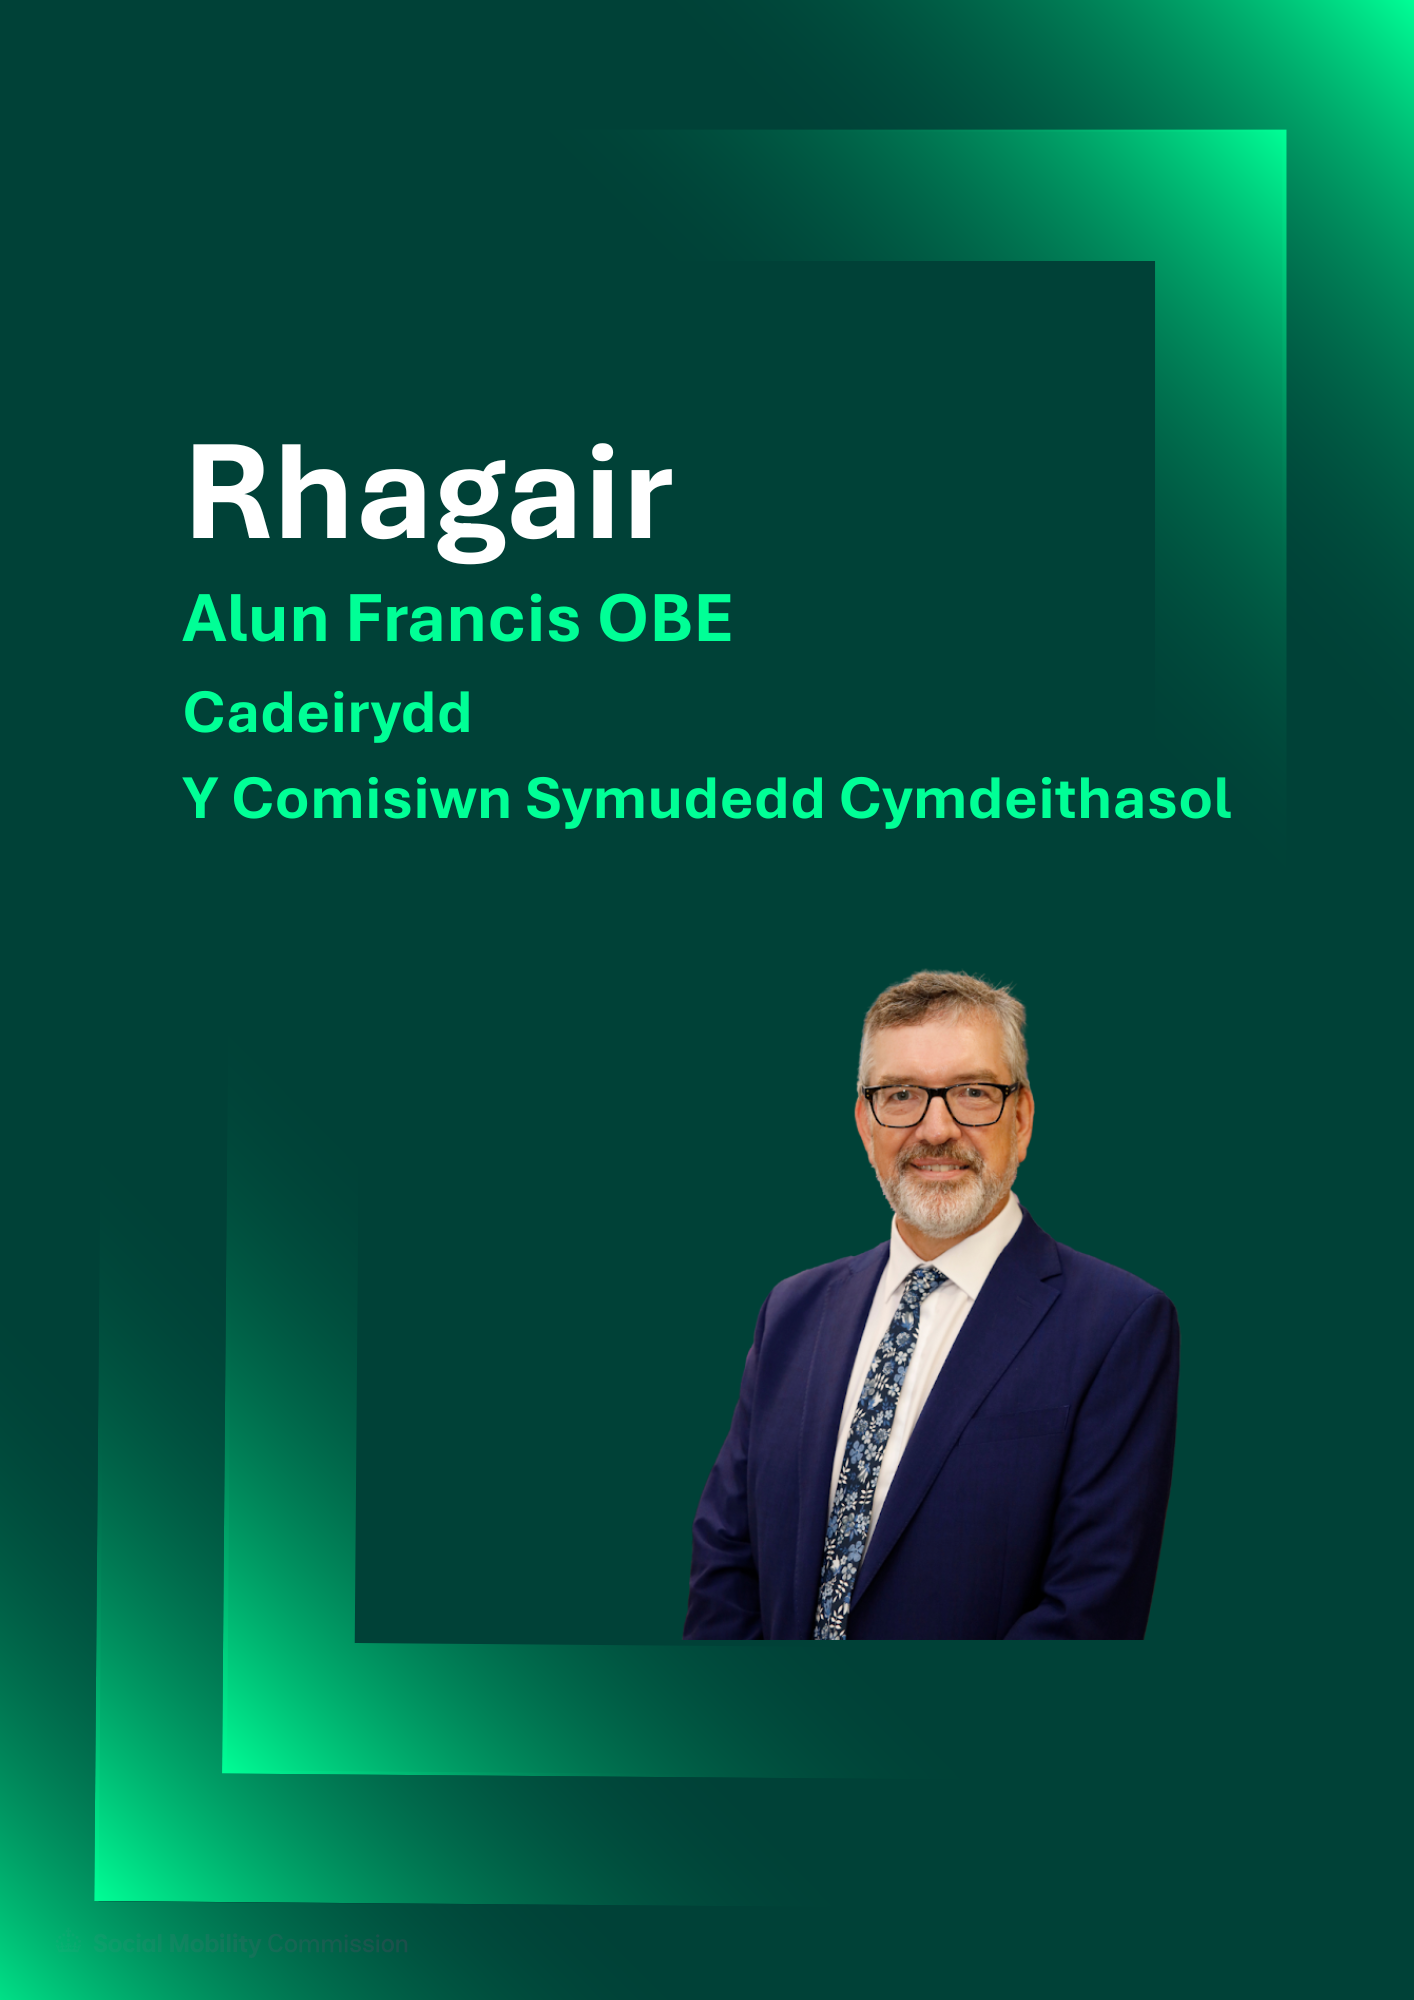 Rhagair
Alun Francis OBE
Cadeirydd
Y Comisiwn Symudedd Cymdeithasol
Social Mobility Commission